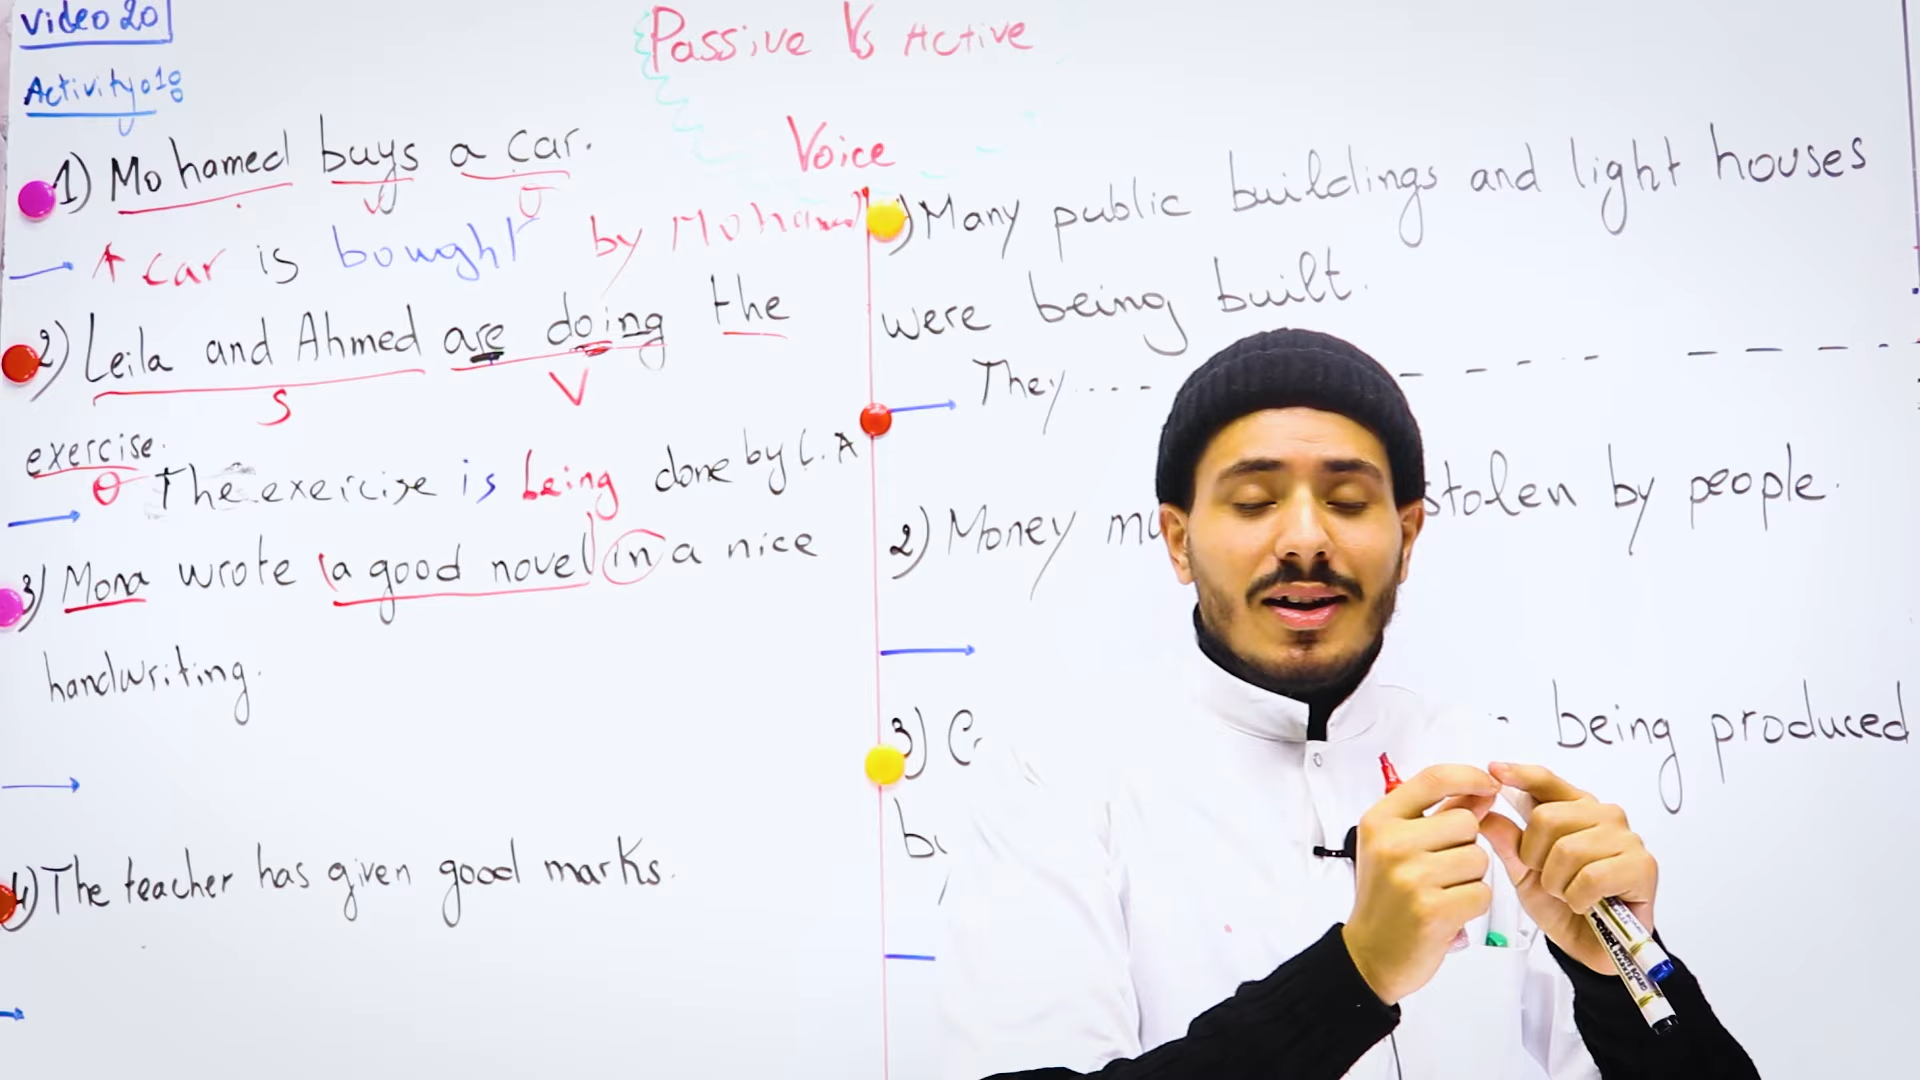 Video 20
Activity 01:
Passive Vs Active
Voice
1) Mohamed buys a car.
→ A car is bought by Mohamed
2) Leila and Ahmed are doing the
S V
exercise.
→ The exercise is being done by L.A
3) Mona wrote (a good novel) in a nice
handwriting.
→
4) The teacher has given good marks.
→
1) Many public buildings and light houses
were being built.
→ They .... - - - - - - - -
2) Money stolen by people.
→
3) being produced